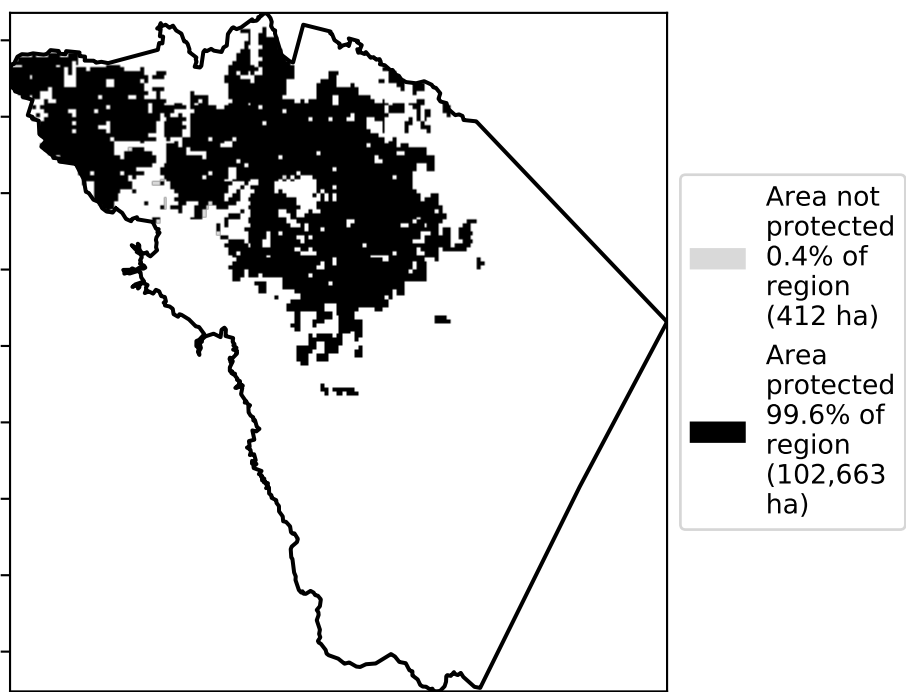 Area not
protected
0.4% of
region
(412 ha)
Area
protected
99.6% of
region
(102,663
ha)